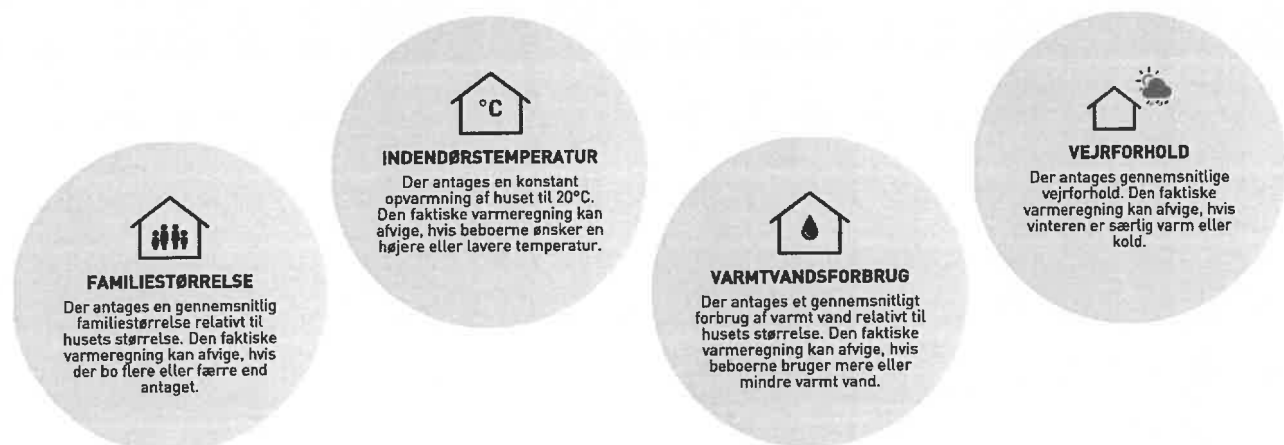 FAMILIESTØRRELSE
Der antages en gennemsnitlig
familiestørrelse relativt til
husets størrelse. Den faktiske
varmeregning kan afvige, hvis
der bo flere eller færre end
antaget.
°C
INDENDØRSTEMPERATUR
Der antages en konstant
opvarmning af huset til 20°C.
Den faktiske varmeregning kan
afvige, hvis beboerne ønsker en
højere eller lavere temperatur.
VARMTVANDSFORBRUG
Der antages et gennemsnitligt
forbrug af varmt vand relativt til
husets størrelse. Den faktiske
varmeregning kan afvige, hvis
beboerne bruger mere eller
mindre varmt vand.
VEJRFORHOLD
Der antages gennemsnitlige
vejrforhold. Den faktiske
varmeregning kan afvige, hvis
vinteren er særlig varm eller
kold.